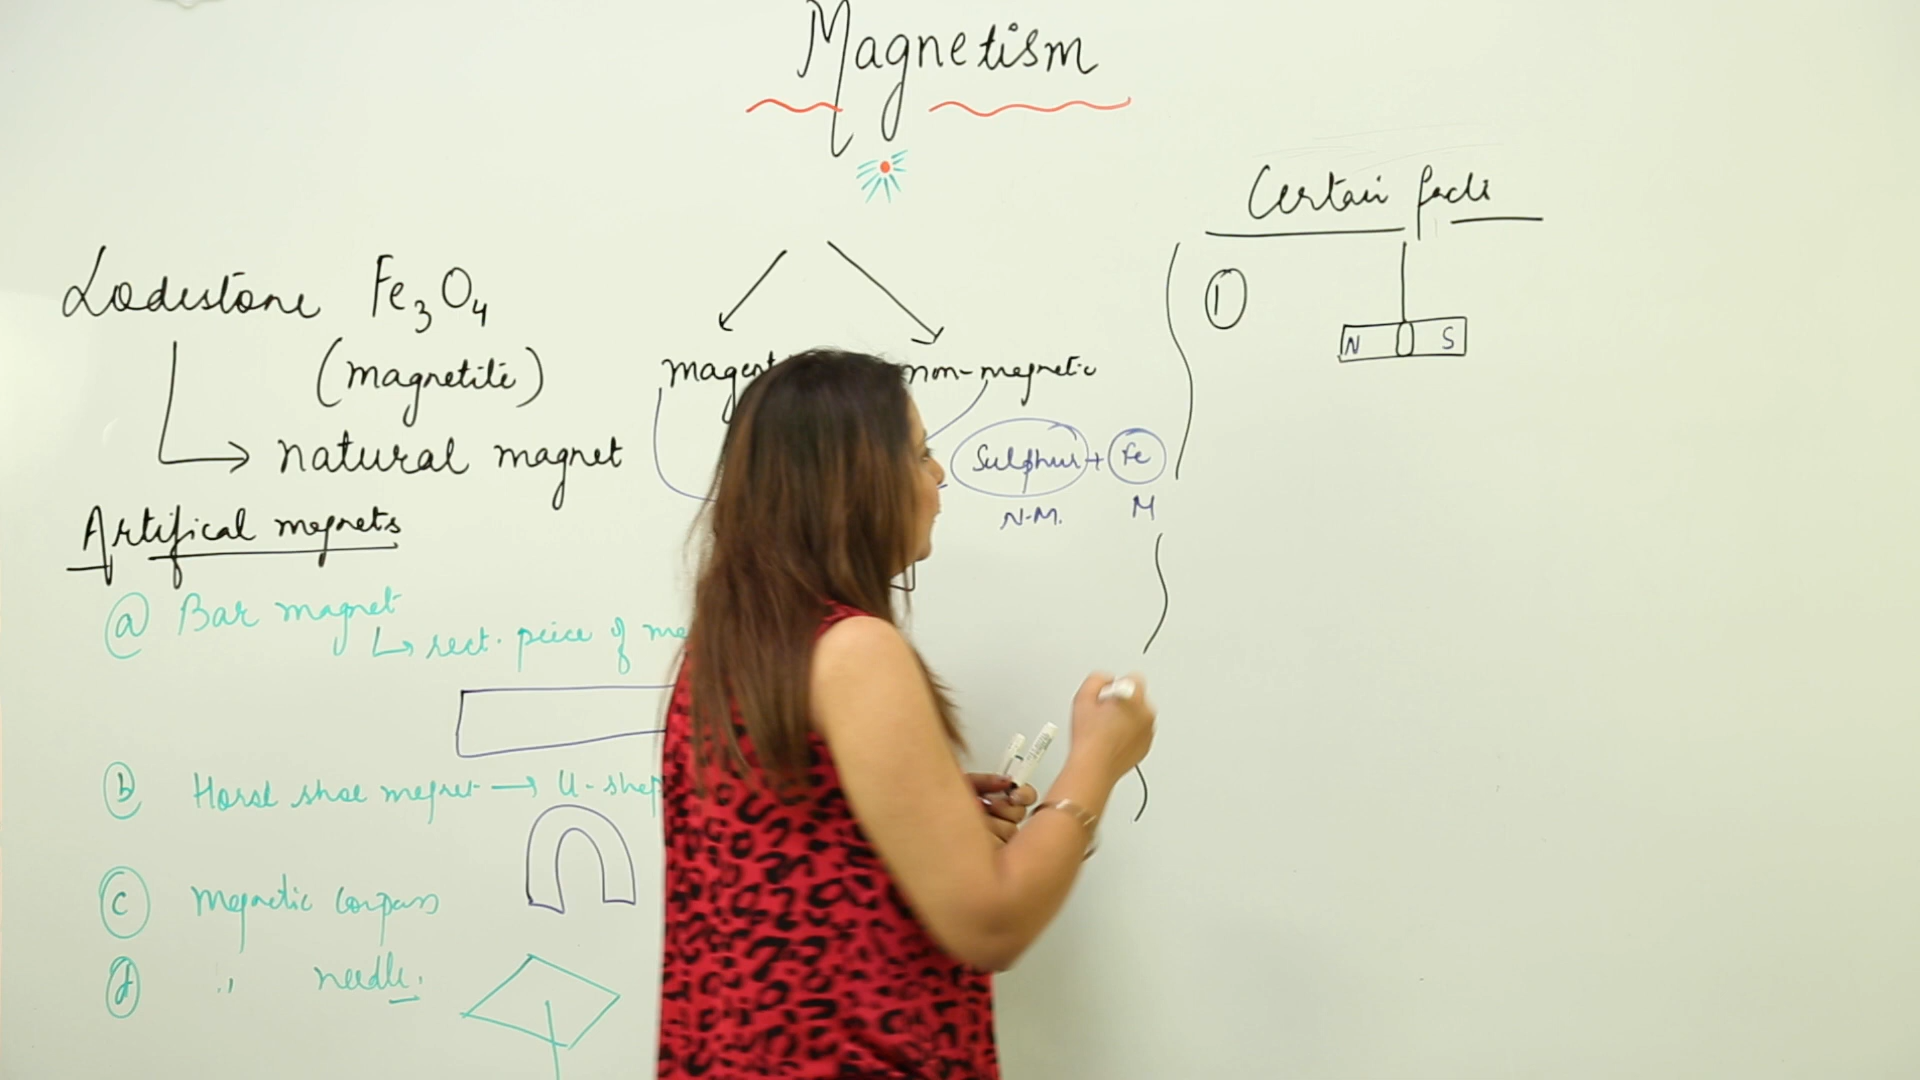 Magnetism
Lodestone Fe3O4
(magnetite)
natural magnet
Artifical magnets
(a) Bar magnet
rect. peice of
(b) Horse shoe magnet → U-
(c) Magnetic compass
(d) ,, needle.
non-magnetic
Sulphur + Fe
N.M. M
Certain facts
1
N S